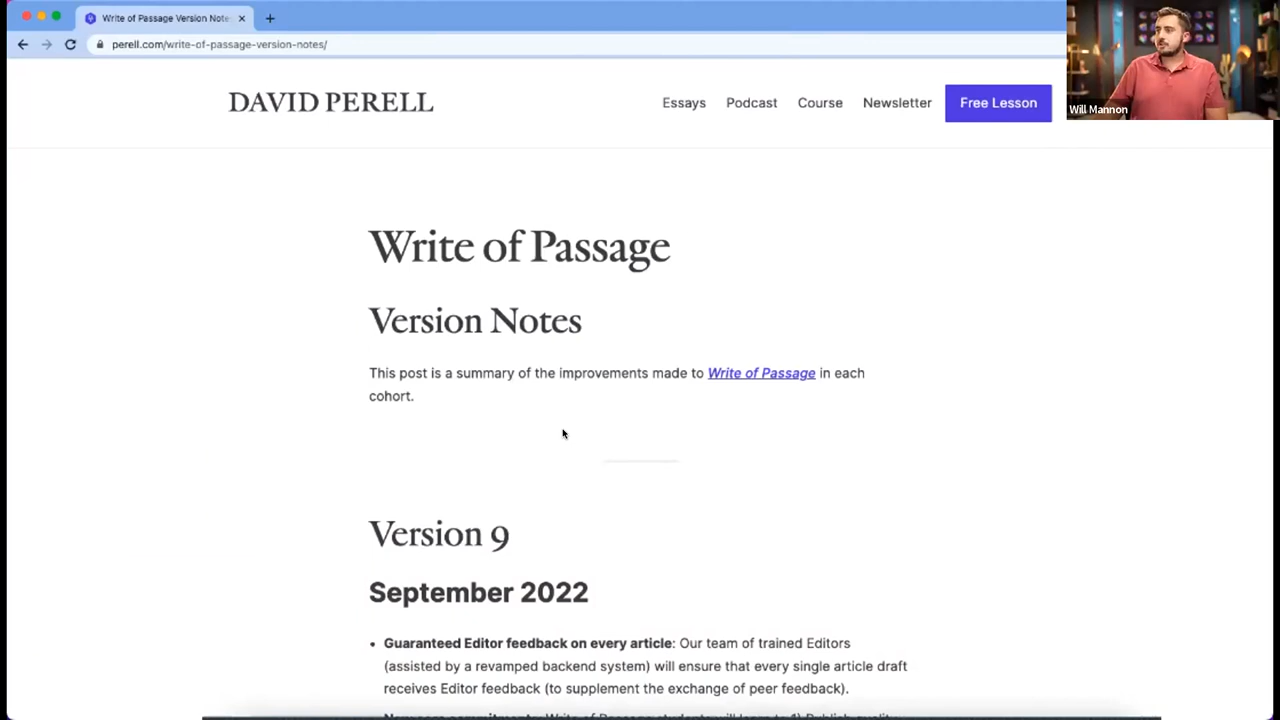 Write of Passage Version Note
perell.com/write-of-passage-version-notes/
DAVID PERELL
Essays Podcast Course Newsletter Free Lesson
Will Mannon
Write of Passage
Version Notes
This post is a summary of the improvements made to Write of Passage in each
cohort.
Version 9
September 2022
• Guaranteed Editor feedback on every article: Our team of trained Editors
(assisted by a revamped backend system) will ensure that every single article draft
receives Editor feedback (to supplement the exchange of peer feedback).